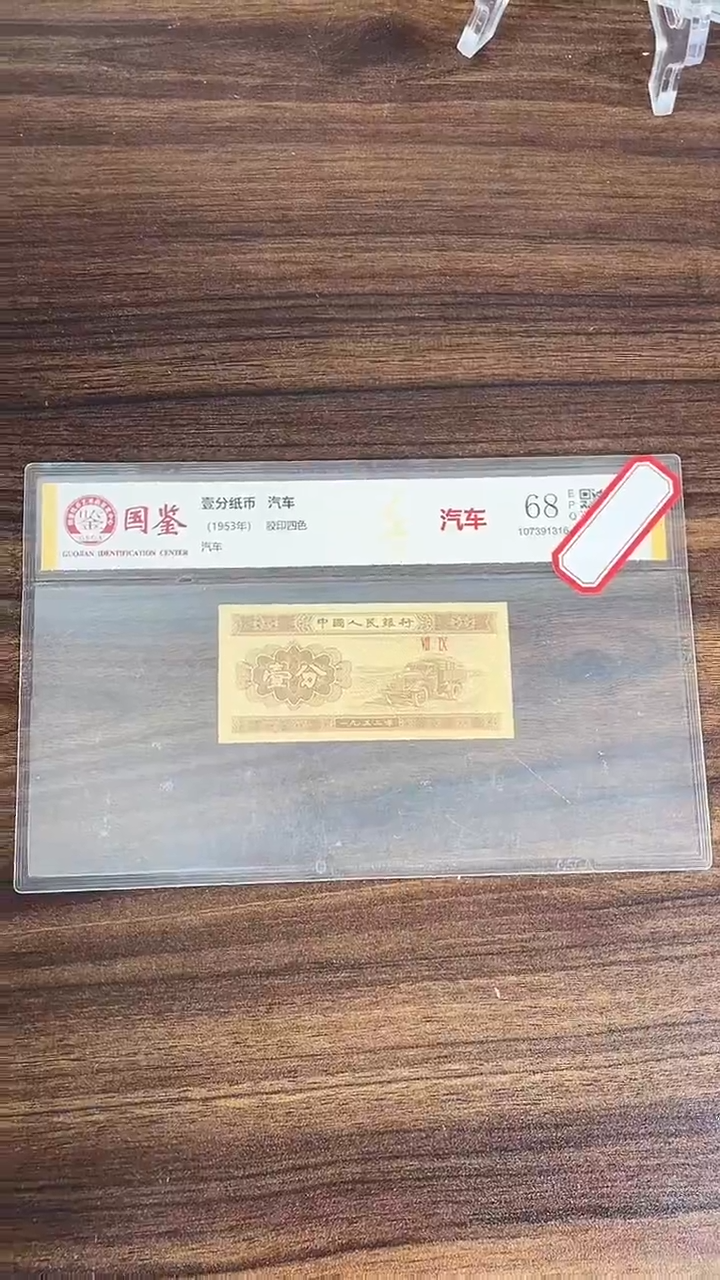 国鉴
GUOJIAN IDENTIFICATION CENTER
壹分纸币 汽车
(1953年) 胶印四色
汽车
汽车
68
E
P
Q
107391316
中國人民銀行
壹分
一九五三年